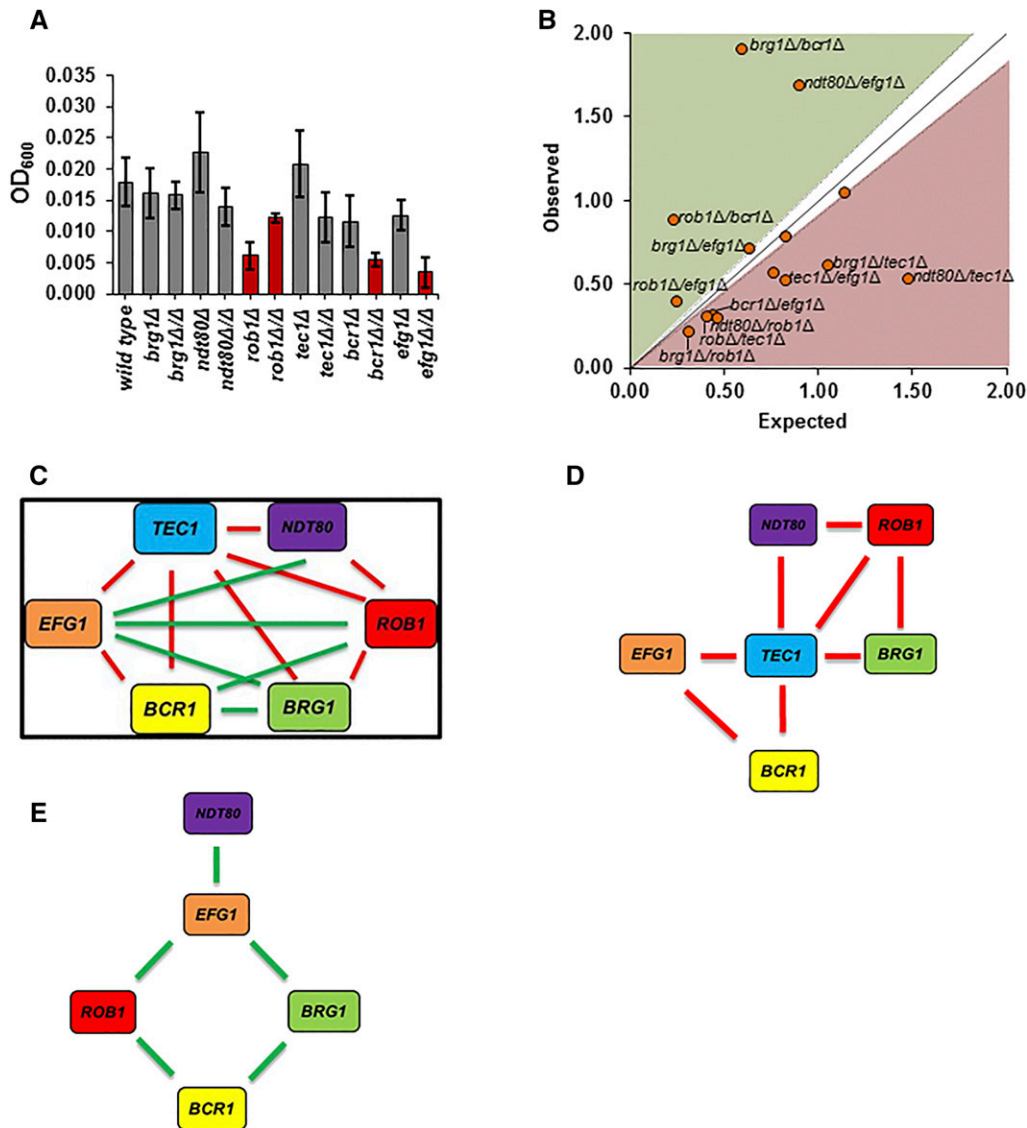 A
OD600
0.035
0.030
0.025
0.020
0.015
0.010
0.005
0.000
wild type
brg1Δ
brg1Δ/Δ
ndt80Δ
ndt80Δ/Δ
rob1Δ
rob1Δ/Δ
tec1Δ
tec1Δ/Δ
bcr1Δ
bcr1Δ/Δ
efg1Δ
efg1Δ/Δ
B
Observed
2.00
1.50
1.00
0.50
0.00
brg1Δ/bcr1Δ
ndt80Δ/efg1Δ
rob1Δ/bcr1Δ
brg1Δ/efg1Δ
brg1Δ/tec1Δ
tec1Δ/efg1Δ
ndt80Δ/tec1Δ
rob1Δ/efg1Δ
bcr1Δ/efg1Δ
ndt80Δ/rob1Δ
robΔ/tec1Δ
brg1Δ/rob1Δ
0.00 0.50 1.00 1.50 2.00
Expected
C
TEC1 NDT80
EFG1 ROB1
BCR1 BRG1
D
NDT80 ROB1
EFG1 TEC1 BRG1
BCR1
E
NDT80
EFG1
ROB1 BRG1
BCR1